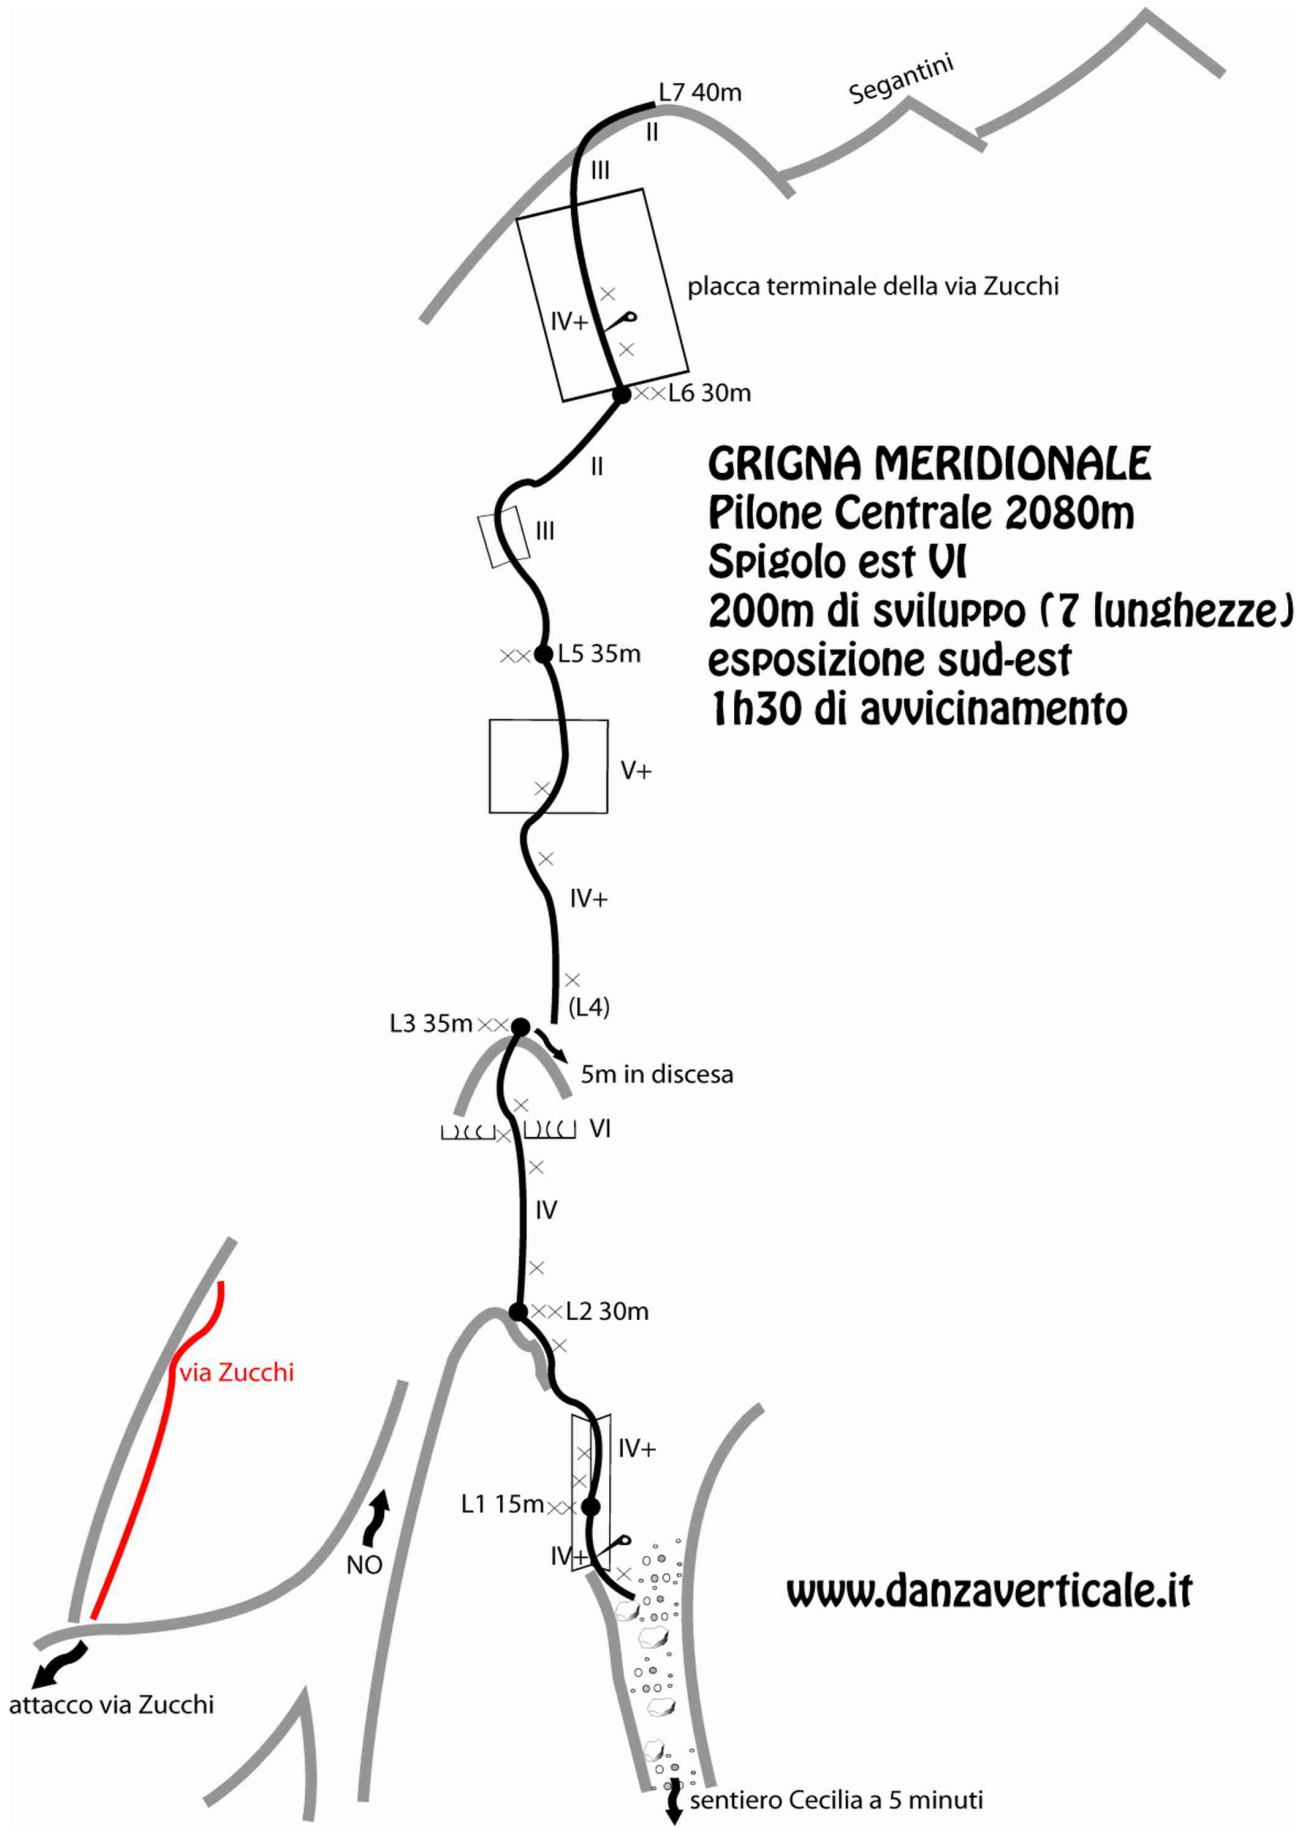 Segantini
L7 40m
II
III
placca terminale della via Zucchi
IV+
L6 30m
II
GRIGNA MERIDIONALE
Pilone Centrale 2080m
Spigolo est VI
200m di sviluppo (7 lunghezze)
esposizione sud-est
1h30 di avvicinamento
III
L5 35m
V+
IV+
(L4)
L3 35m
5m in discesa
VI
IV
L2 30m
via Zucchi
IV+
L1 15m
IV+
NO
www.danzaverticale.it
attacco via Zucchi
sentiero Cecilia a 5 minuti